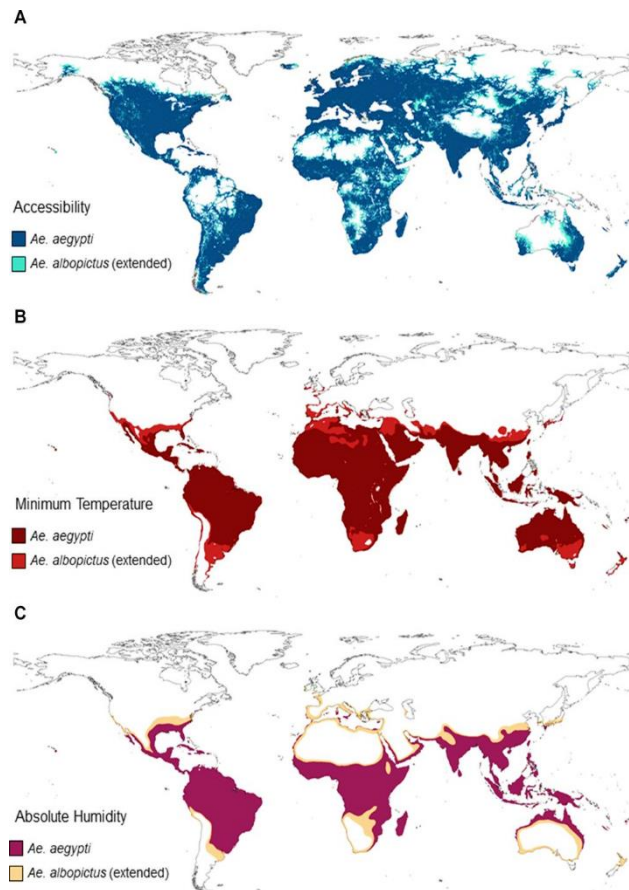 A
Accessibility
Ae. aegypti
Ae. albopictus (extended)
B
Minimum Temperature
Ae. aegypti
Ae. albopictus (extended)
C
Absolute Humidity
Ae. aegypti
Ae. albopictus (extended)